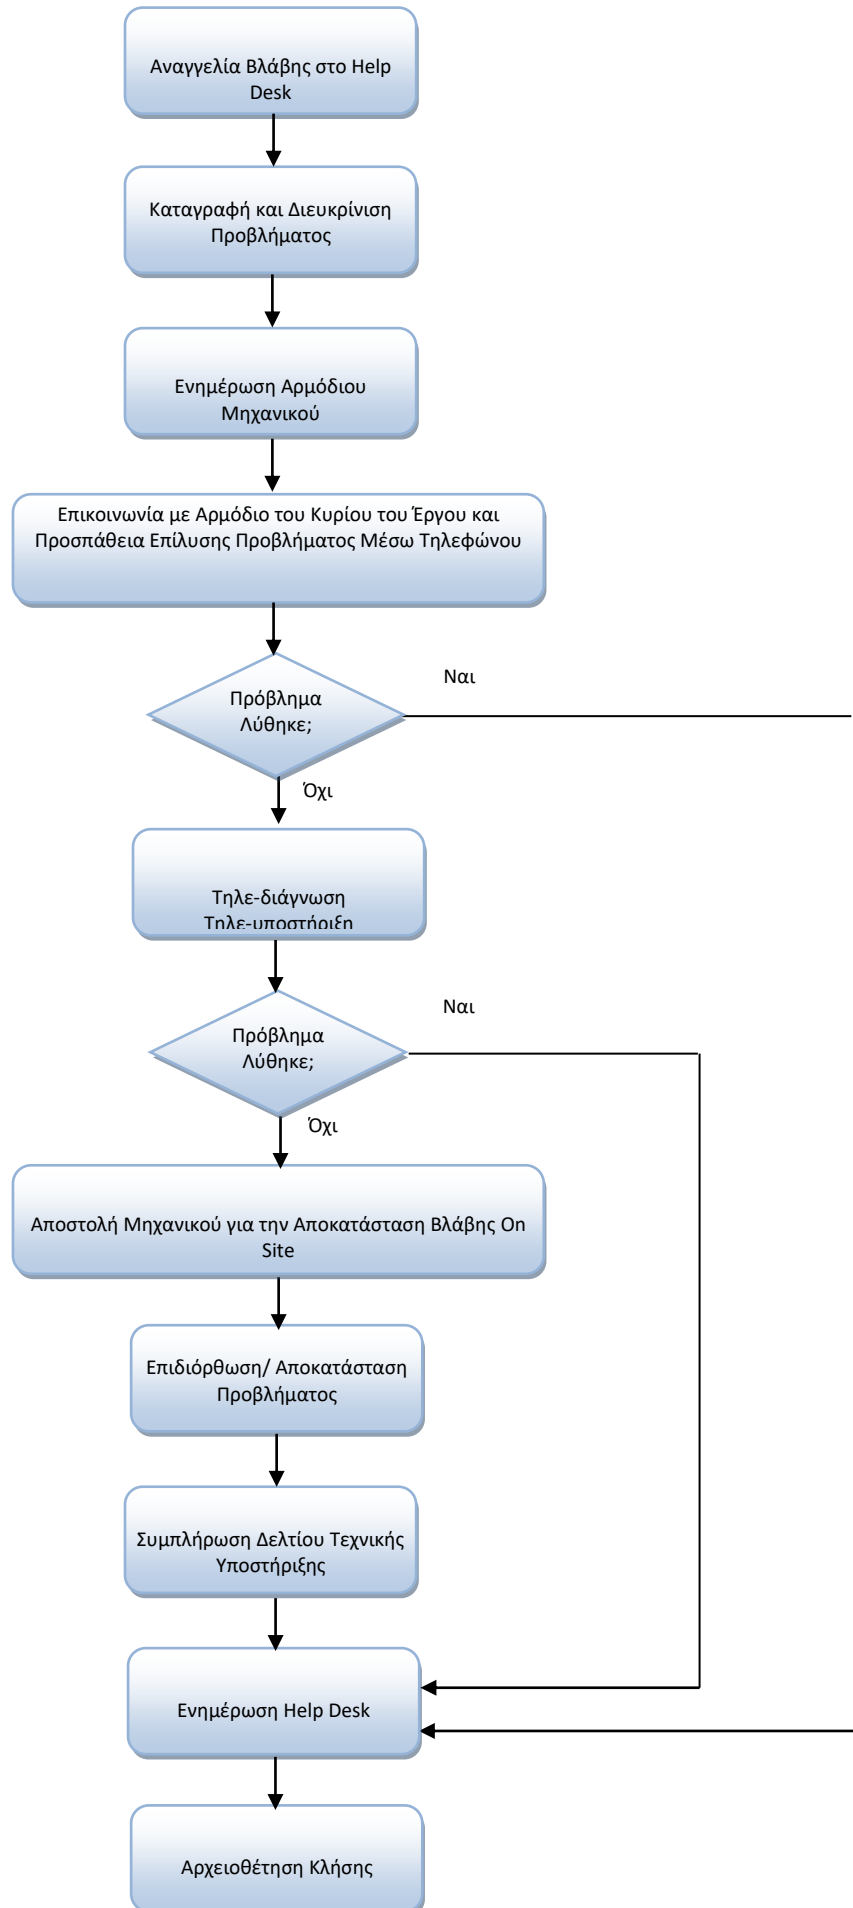 Αναγγελία Βλάβης στο Help
Desk
Καταγραφή και Διευκρίνιση
Προβλήματος
Ενημέρωση Αρμόδιου
Μηχανικού
Επικοινωνία με Αρμόδιο του Κυρίου του Έργου και
Προσπάθεια Επίλυσης Προβλήματος Μέσω Τηλεφώνου
Ναι
Πρόβλημα
Λύθηκε;
Όχι
Τηλε-διάγνωση
Τηλε-υποστήριξη
Ναι
Πρόβλημα
Λύθηκε;
Όχι
Αποστολή Μηχανικού για την Αποκατάσταση Βλάβης On
Site
Επιδιόρθωση/ Αποκατάσταση
Προβλήματος
Συμπλήρωση Δελτίου Τεχνικής
Υποστήριξης
Ενημέρωση Help Desk
Αρχειοθέτηση Κλήσης